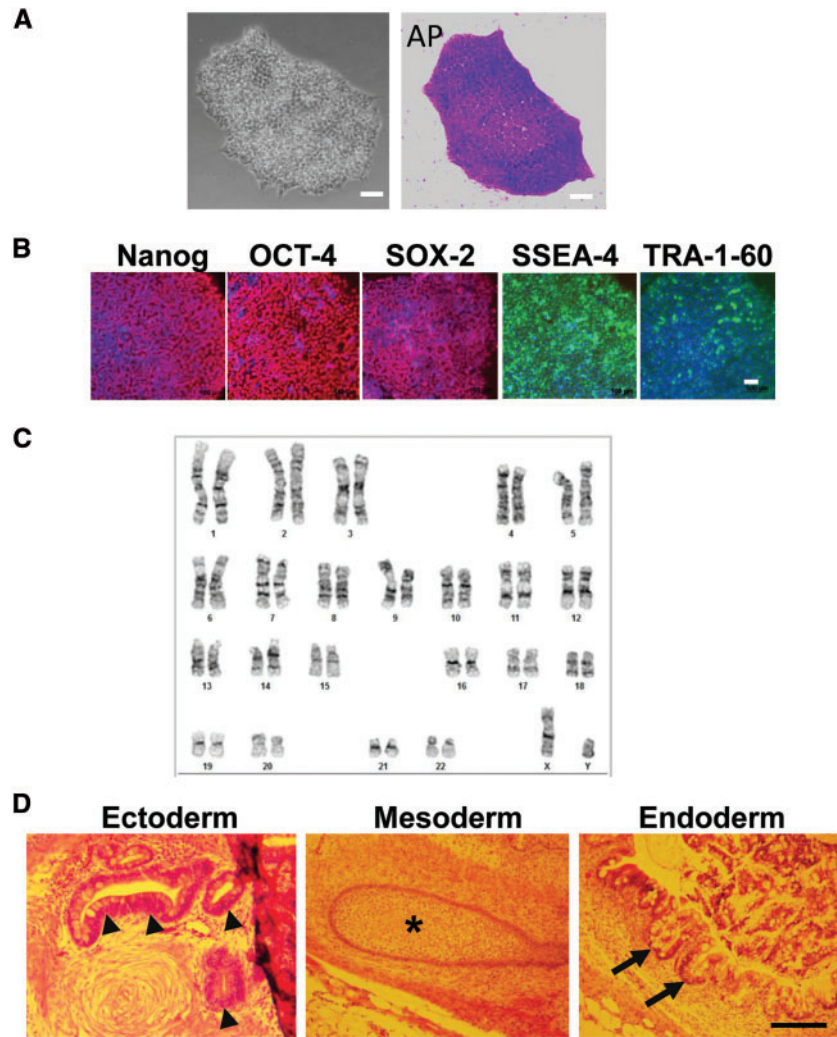 A
AP
B
Nanog OCT-4 SOX-2 SSEA-4 TRA-1-60
C
1 2 3 4 5
6 7 8 9 10 11 12
13 14 15 16 17 18
19 20 21 22 X Y
D
Ectoderm Mesoderm Endoderm
*